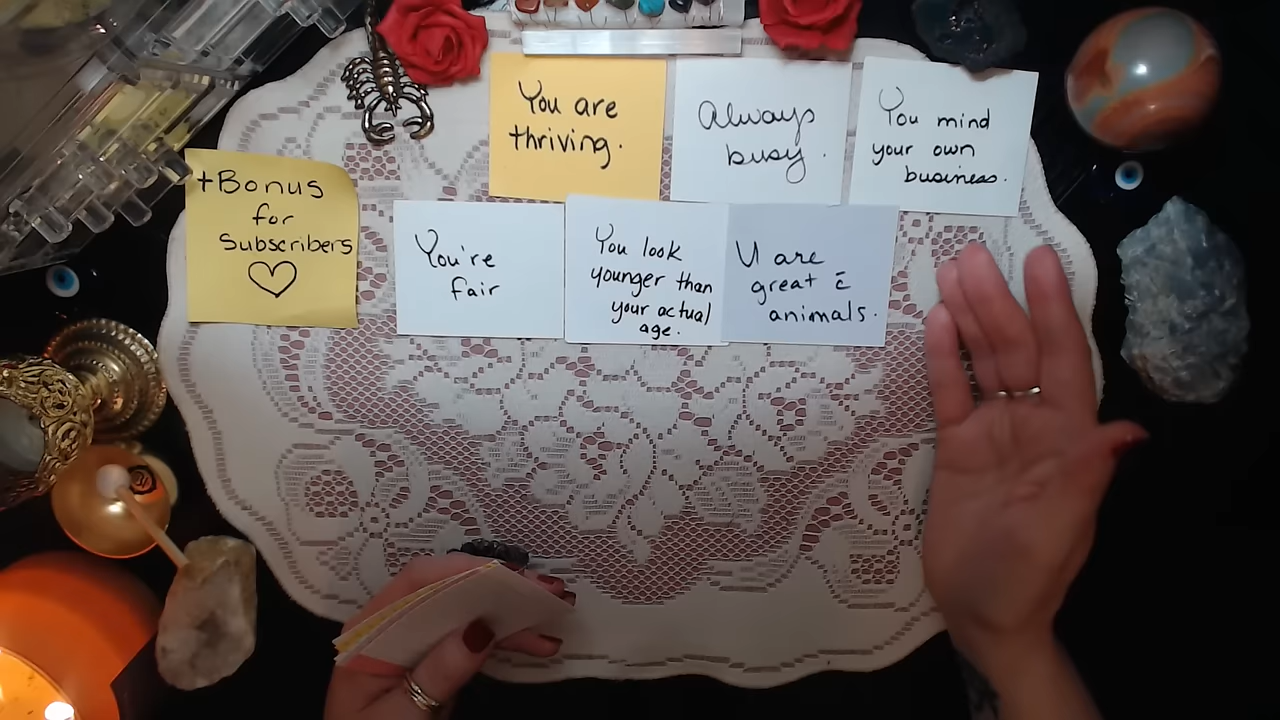 You are
thriving.
Always
busy.
You mind
your own
business.
+Bonus
for
Subscribers
You're
fair
You look
younger than
your actual
age.
U are
great c̄
animals.